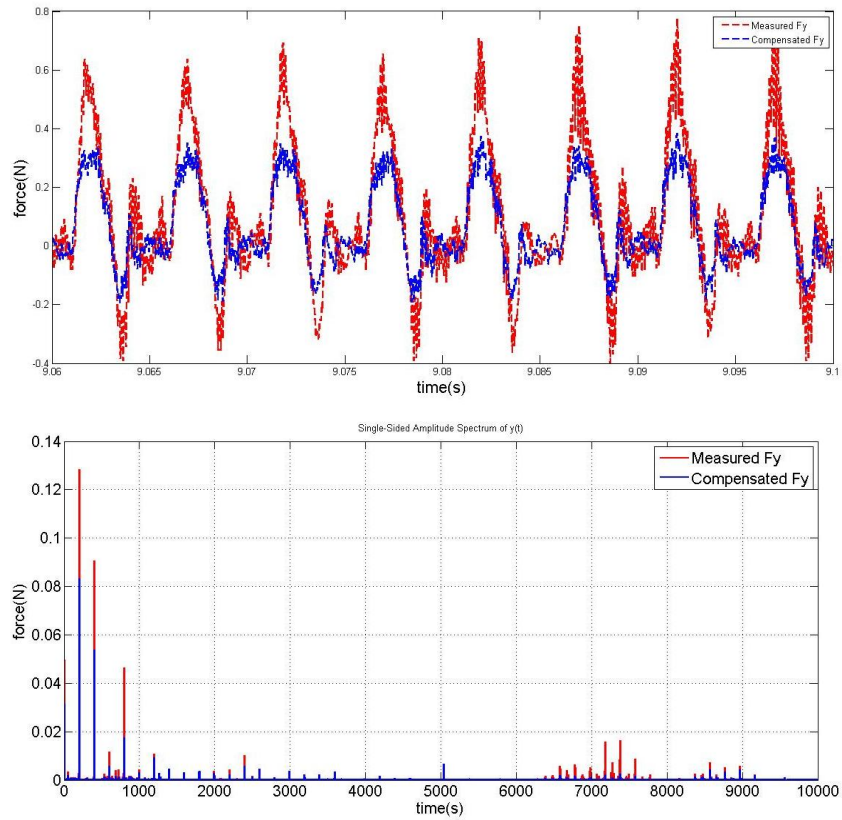 0.8
Measured Fy
Compensated Fy
0.6
0.4
0.2
0
-0.2
-0.4
force(N)
9.06 9.065 9.07 9.075 9.08 9.085 9.09 9.095 9.1
time(s)
Single-Sided Amplitude Spectrum of y(t)
0.14
Measured Fy
Compensated Fy
0.12
0.1
0.08
0.06
0.04
0.02
0
force(N)
0 1000 2000 3000 4000 5000 6000 7000 8000 9000 10000
time(s)